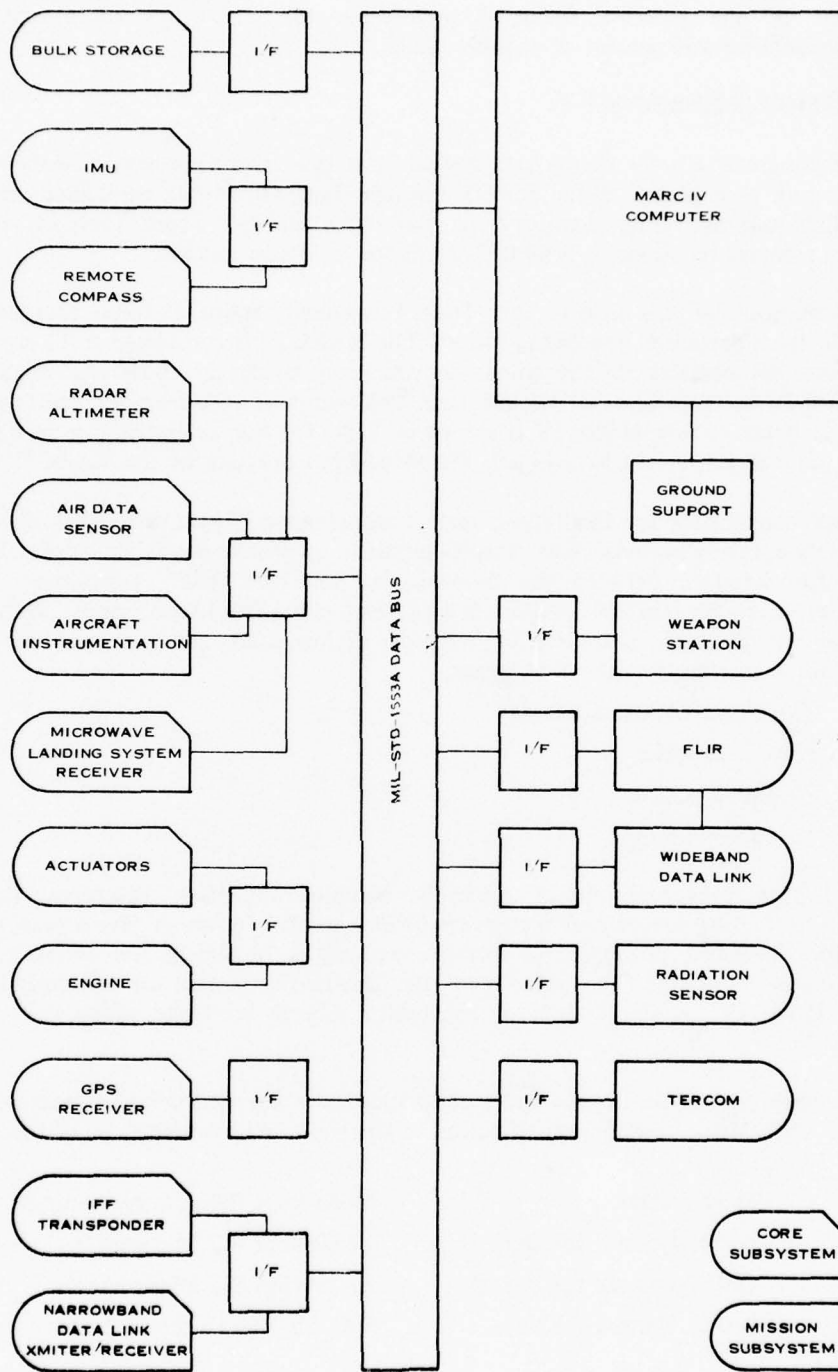 BULK STORAGE
I/F
IMU
I/F
REMOTE
COMPASS
RADAR
ALTIMETER
AIR DATA
SENSOR
I/F
AIRCRAFT
INSTRUMENTATION
MICROWAVE
LANDING SYSTEM
RECEIVER
ACTUATORS
I/F
ENGINE
GPS
RECEIVER
I/F
IFF
TRANSPONDER
I/F
NARROWBAND
DATA LINK
XMITER/RECEIVER
MIL-STD-1553A DATA BUS
MARC IV
COMPUTER
GROUND
SUPPORT
I/F
WEAPON
STATION
I/F
FLIR
I/F
WIDEBAND
DATA LINK
I/F
RADIATION
SENSOR
I/F
TERCOM
CORE
SUBSYSTEM
MISSION
SUBSYSTEM